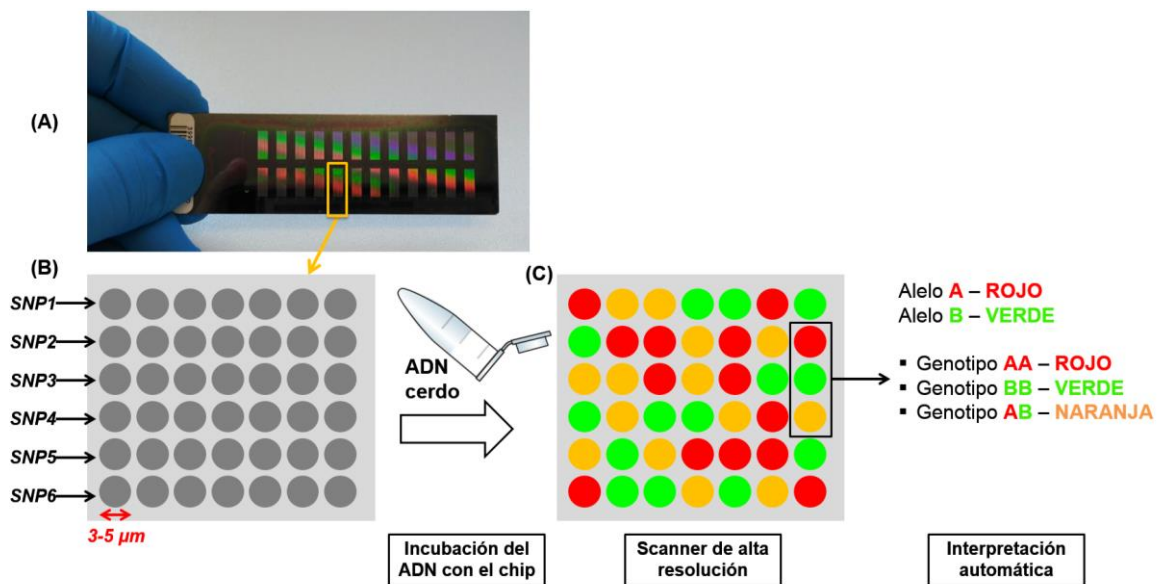 (A)
(B)
(C)
SNP1
SNP2
SNP3
SNP4
SNP5
SNP6
3-5 µm
ADN
cerdo
Alelo A – ROJO
Alelo B – VERDE
▪ Genotipo AA – ROJO
▪ Genotipo BB – VERDE
▪ Genotipo AB – NARANJA
Incubación del
ADN con el chip
Scanner de alta
resolución
Interpretación
automática